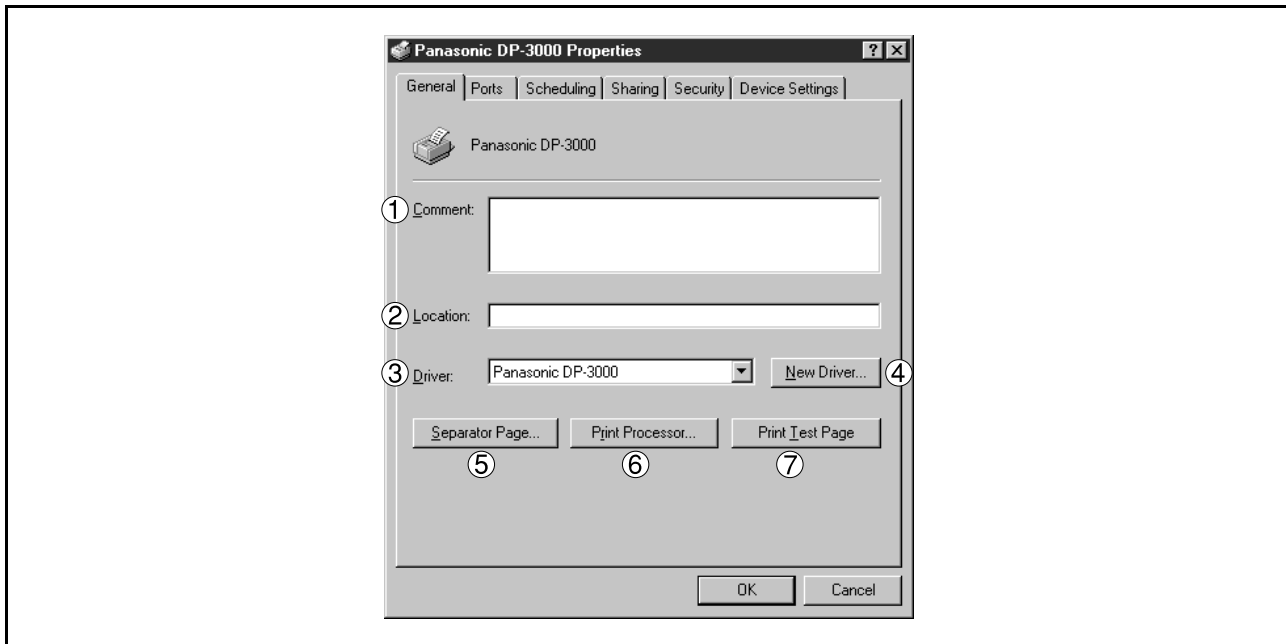 Panasonic DP-3000 Properties
General Ports Scheduling Sharing Security Device Settings
Panasonic DP-3000
① Comment:
② Location:
③ Driver: Panasonic DP-3000 New Driver... ④
Separator Page... Print Processor... Print Test Page
⑤ ⑥ ⑦
OK Cancel